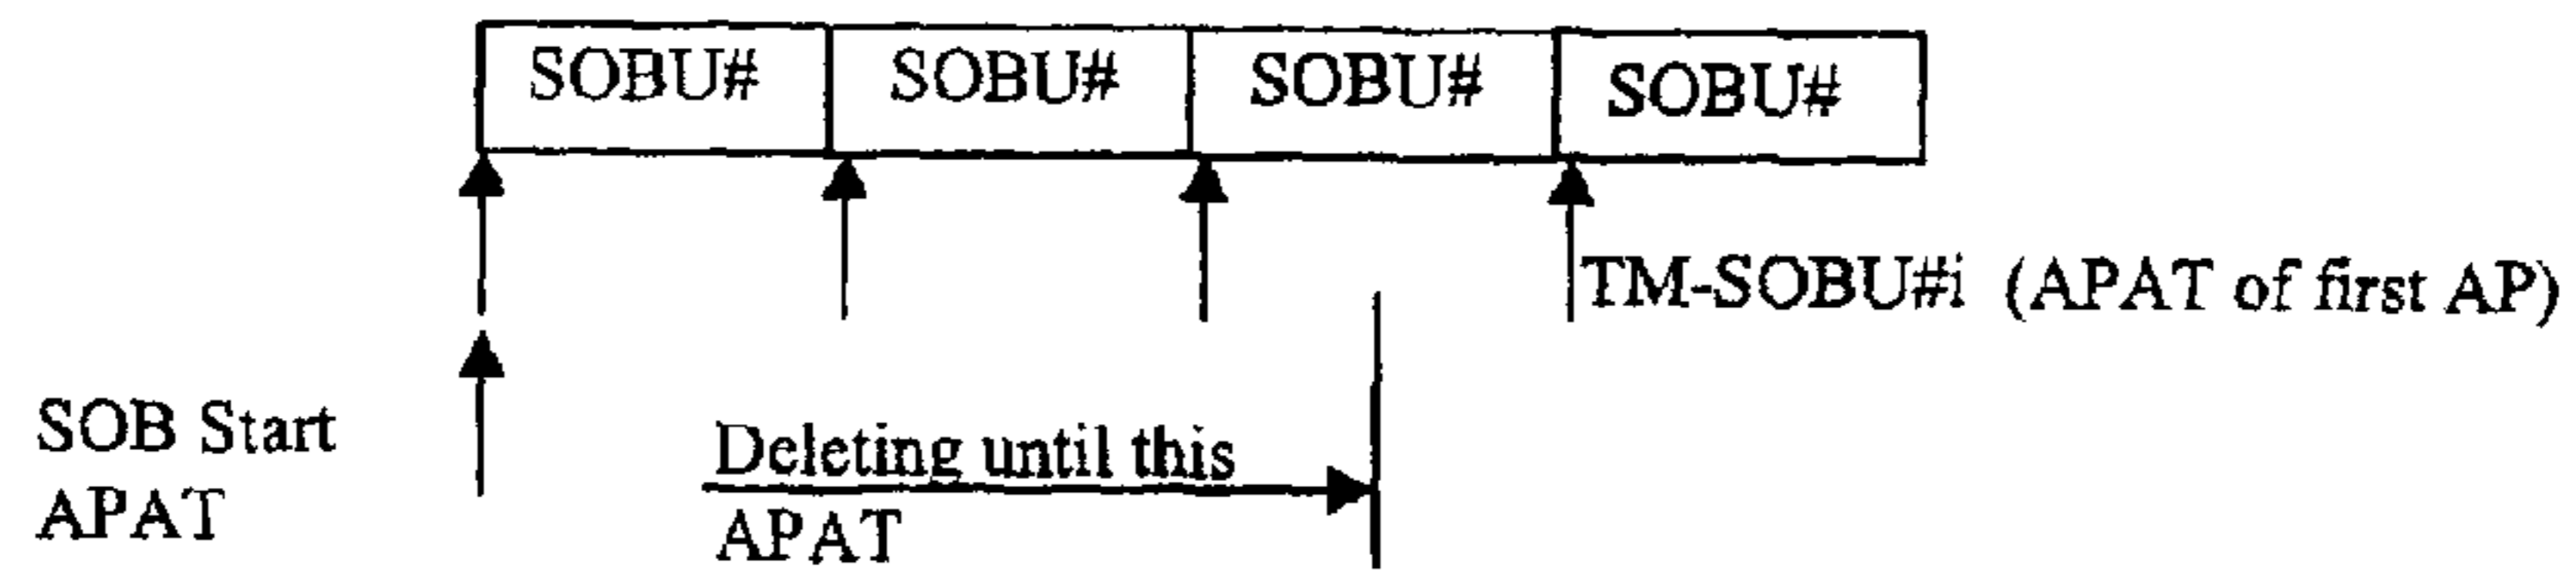 SOBU# SOBU# SOBU# SOBU#
TM-SOBU#i (APAT of first AP)
SOB Start
APAT
Deleting until this
APAT